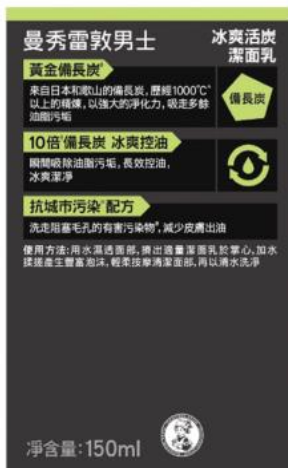 曼秀雷敦男士
冰爽活炭
潔面乳
黃金備長炭
來自日本和歌山的備長炭，歷經1000°C
以上的精煉，以強大的淨化力，吸走多餘
油脂污垢
備長炭
10倍備長炭 冰爽控油
瞬間吸除油脂污垢，長效控油，
冰爽潔淨
抗城市污染配方
洗走阻塞毛孔的有害污染物，減少皮膚出油
使用方法：用水濕透面部，擠出適量潔面乳於掌心，加水
搓揉產生豐富泡沫，輕柔按摩清潔面部，再以清水洗淨
淨含量：150ml